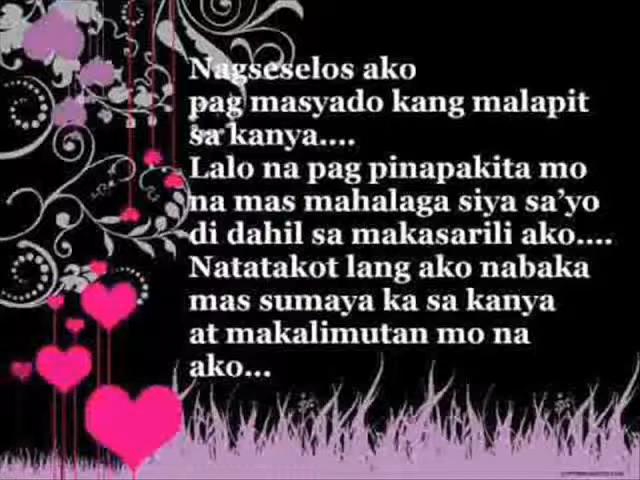 Nagseselos ako
pag masyado kang malapit
sa kanya....
Lalo na pag pinapakita mo
na mas mahalaga siya sa'yo
di dahil sa makasarili ako....
Natatakot lang ako nabaka
mas sumaya ka sa kanya
at makalimutan mo na
ako...